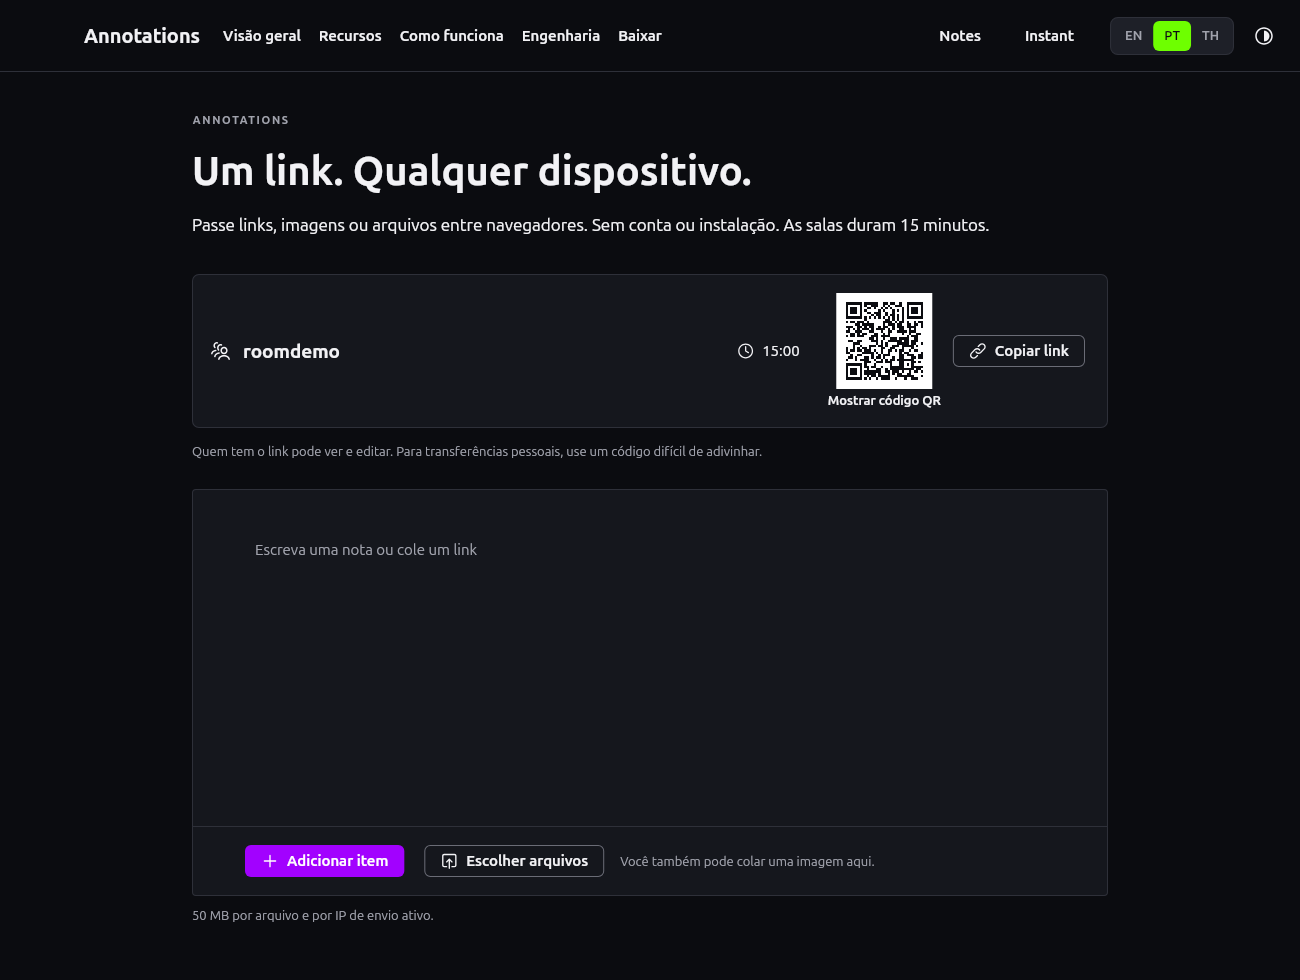 Annotations Visão geral Recursos Como funciona Engenharia Baixar Notes Instant EN PT TH
ANNOTATIONS
Um link. Qualquer dispositivo.
Passe links, imagens ou arquivos entre navegadores. Sem conta ou instalação. As salas duram 15 minutos.
roomdemo 15:00 Copiar link
Mostrar código QR
Quem tem o link pode ver e editar. Para transferências pessoais, use um código difícil de adivinhar.
Escreva uma nota ou cole um link
Adicionar item Escolher arquivos Você também pode colar uma imagem aqui.
50 MB por arquivo e por IP de envio ativo.